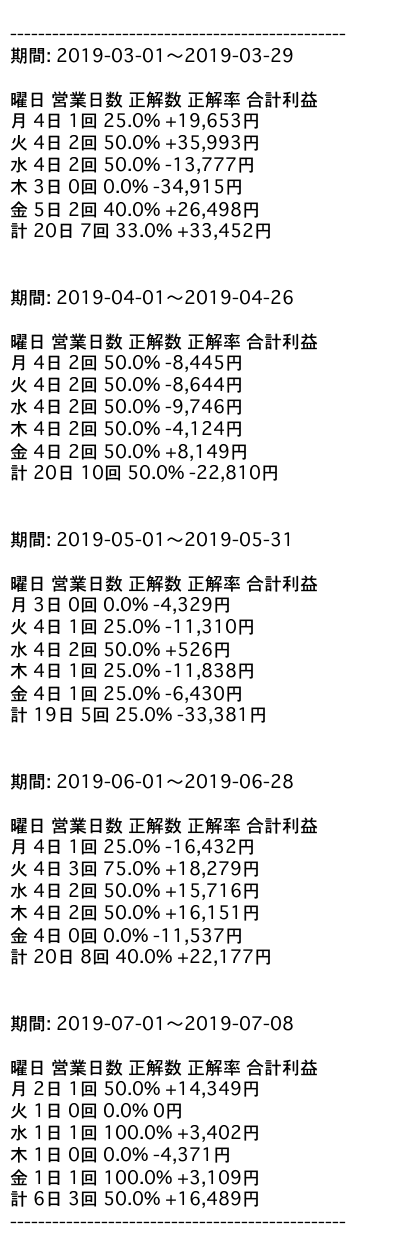 ------------------------------------------------
期間: 2019-03-01〜2019-03-29
曜日 営業日数 正解数 正解率 合計利益
月 4日 1回 25.0% +19,653円
火 4日 2回 50.0% +35,993円
水 4日 2回 50.0% -13,777円
木 3日 0回 0.0% -34,915円
金 5日 2回 40.0% +26,498円
計 20日 7回 33.0% +33,452円
期間: 2019-04-01〜2019-04-26
曜日 営業日数 正解数 正解率 合計利益
月 4日 2回 50.0% -8,445円
火 4日 2回 50.0% -8,644円
水 4日 2回 50.0% -9,746円
木 4日 2回 50.0% -4,124円
金 4日 2回 50.0% +8,149円
計 20日 10回 50.0% -22,810円
期間: 2019-05-01〜2019-05-31
曜日 営業日数 正解数 正解率 合計利益
月 3日 0回 0.0% -4,329円
火 4日 1回 25.0% -11,310円
水 4日 2回 50.0% +526円
木 4日 1回 25.0% -11,838円
金 4日 1回 25.0% -6,430円
計 19日 5回 25.0% -33,381円
期間: 2019-06-01〜2019-06-28
曜日 営業日数 正解数 正解率 合計利益
月 4日 1回 25.0% -16,432円
火 4日 3回 75.0% +18,279円
水 4日 2回 50.0% +15,716円
木 4日 2回 50.0% +16,151円
金 4日 0回 0.0% -11,537円
計 20日 8回 40.0% +22,177円
期間: 2019-07-01〜2019-07-08
曜日 営業日数 正解数 正解率 合計利益
月 2日 1回 50.0% +14,349円
火 1日 0回 0.0% 0円
水 1日 1回 100.0% +3,402円
木 1日 0回 0.0% -4,371円
金 1日 1回 100.0% +3,109円
計 6日 3回 50.0% +16,489円
------------------------------------------------